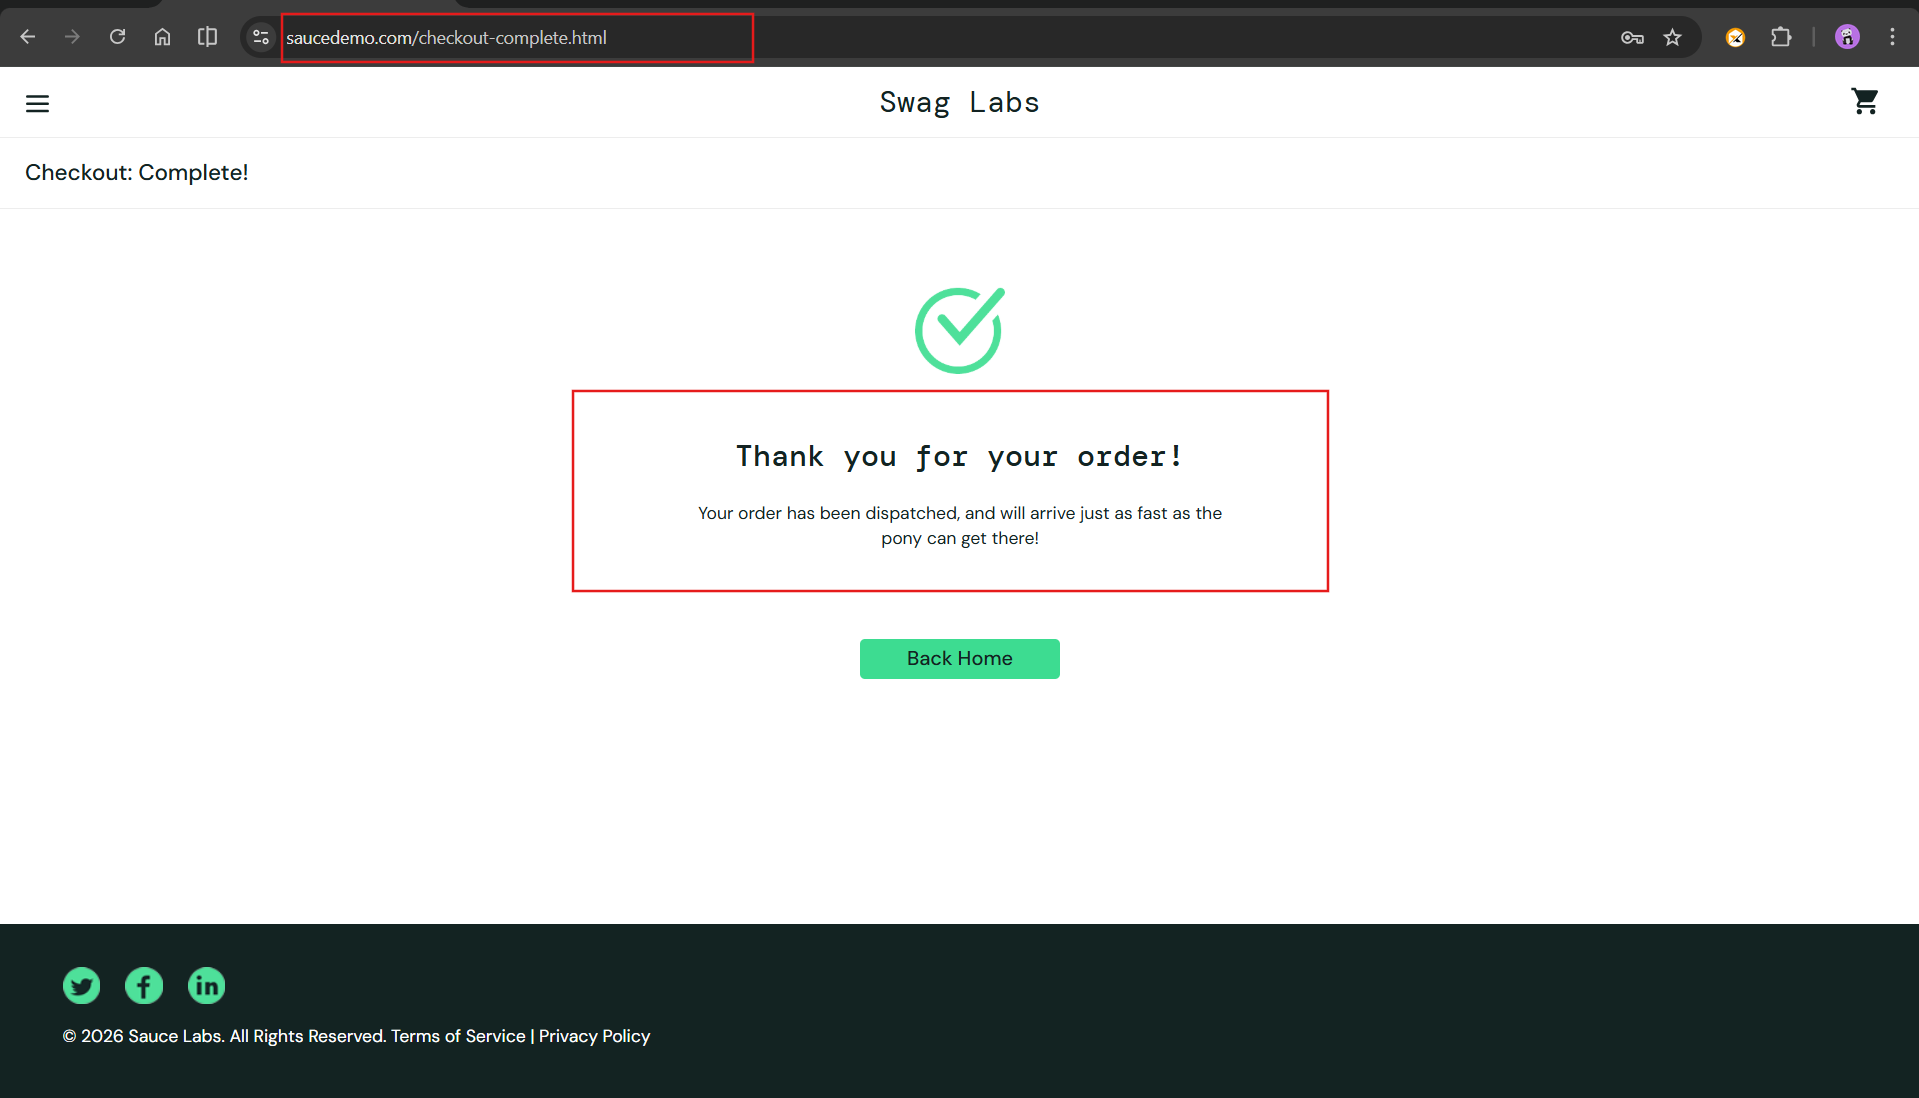 saucedemo.com/checkout-complete.html
Swag Labs
Checkout: Complete!
Thank you for your order!
Your order has been dispatched, and will arrive just as fast as the
pony can get there!
Back Home
© 2026 Sauce Labs. All Rights Reserved. Terms of Service | Privacy Policy